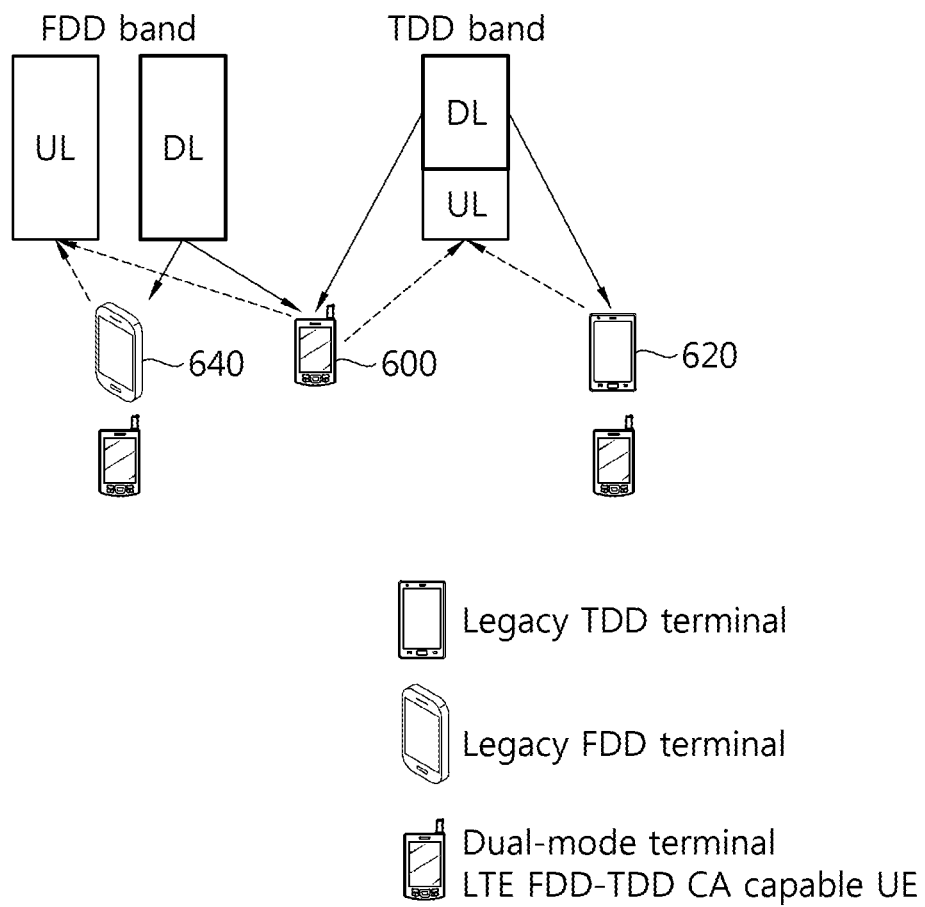 FDD band
TDD band
UL
DL
DL
UL
640
600
620
Legacy TDD terminal
Legacy FDD terminal
Dual-mode terminal
LTE FDD-TDD CA capable UE